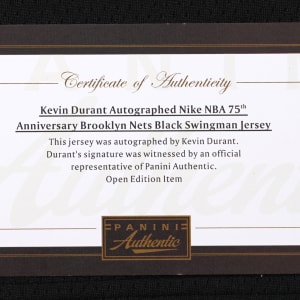 Certificate of Authenticity
Kevin Durant Autographed Nike NBA 75th
Anniversary Brooklyn Nets Black Swingman Jersey
This jersey was autographed by Kevin Durant.
Durant's signature was witnessed by an official
representative of Panini Authentic.
Open Edition Item
PANINI
Authentic